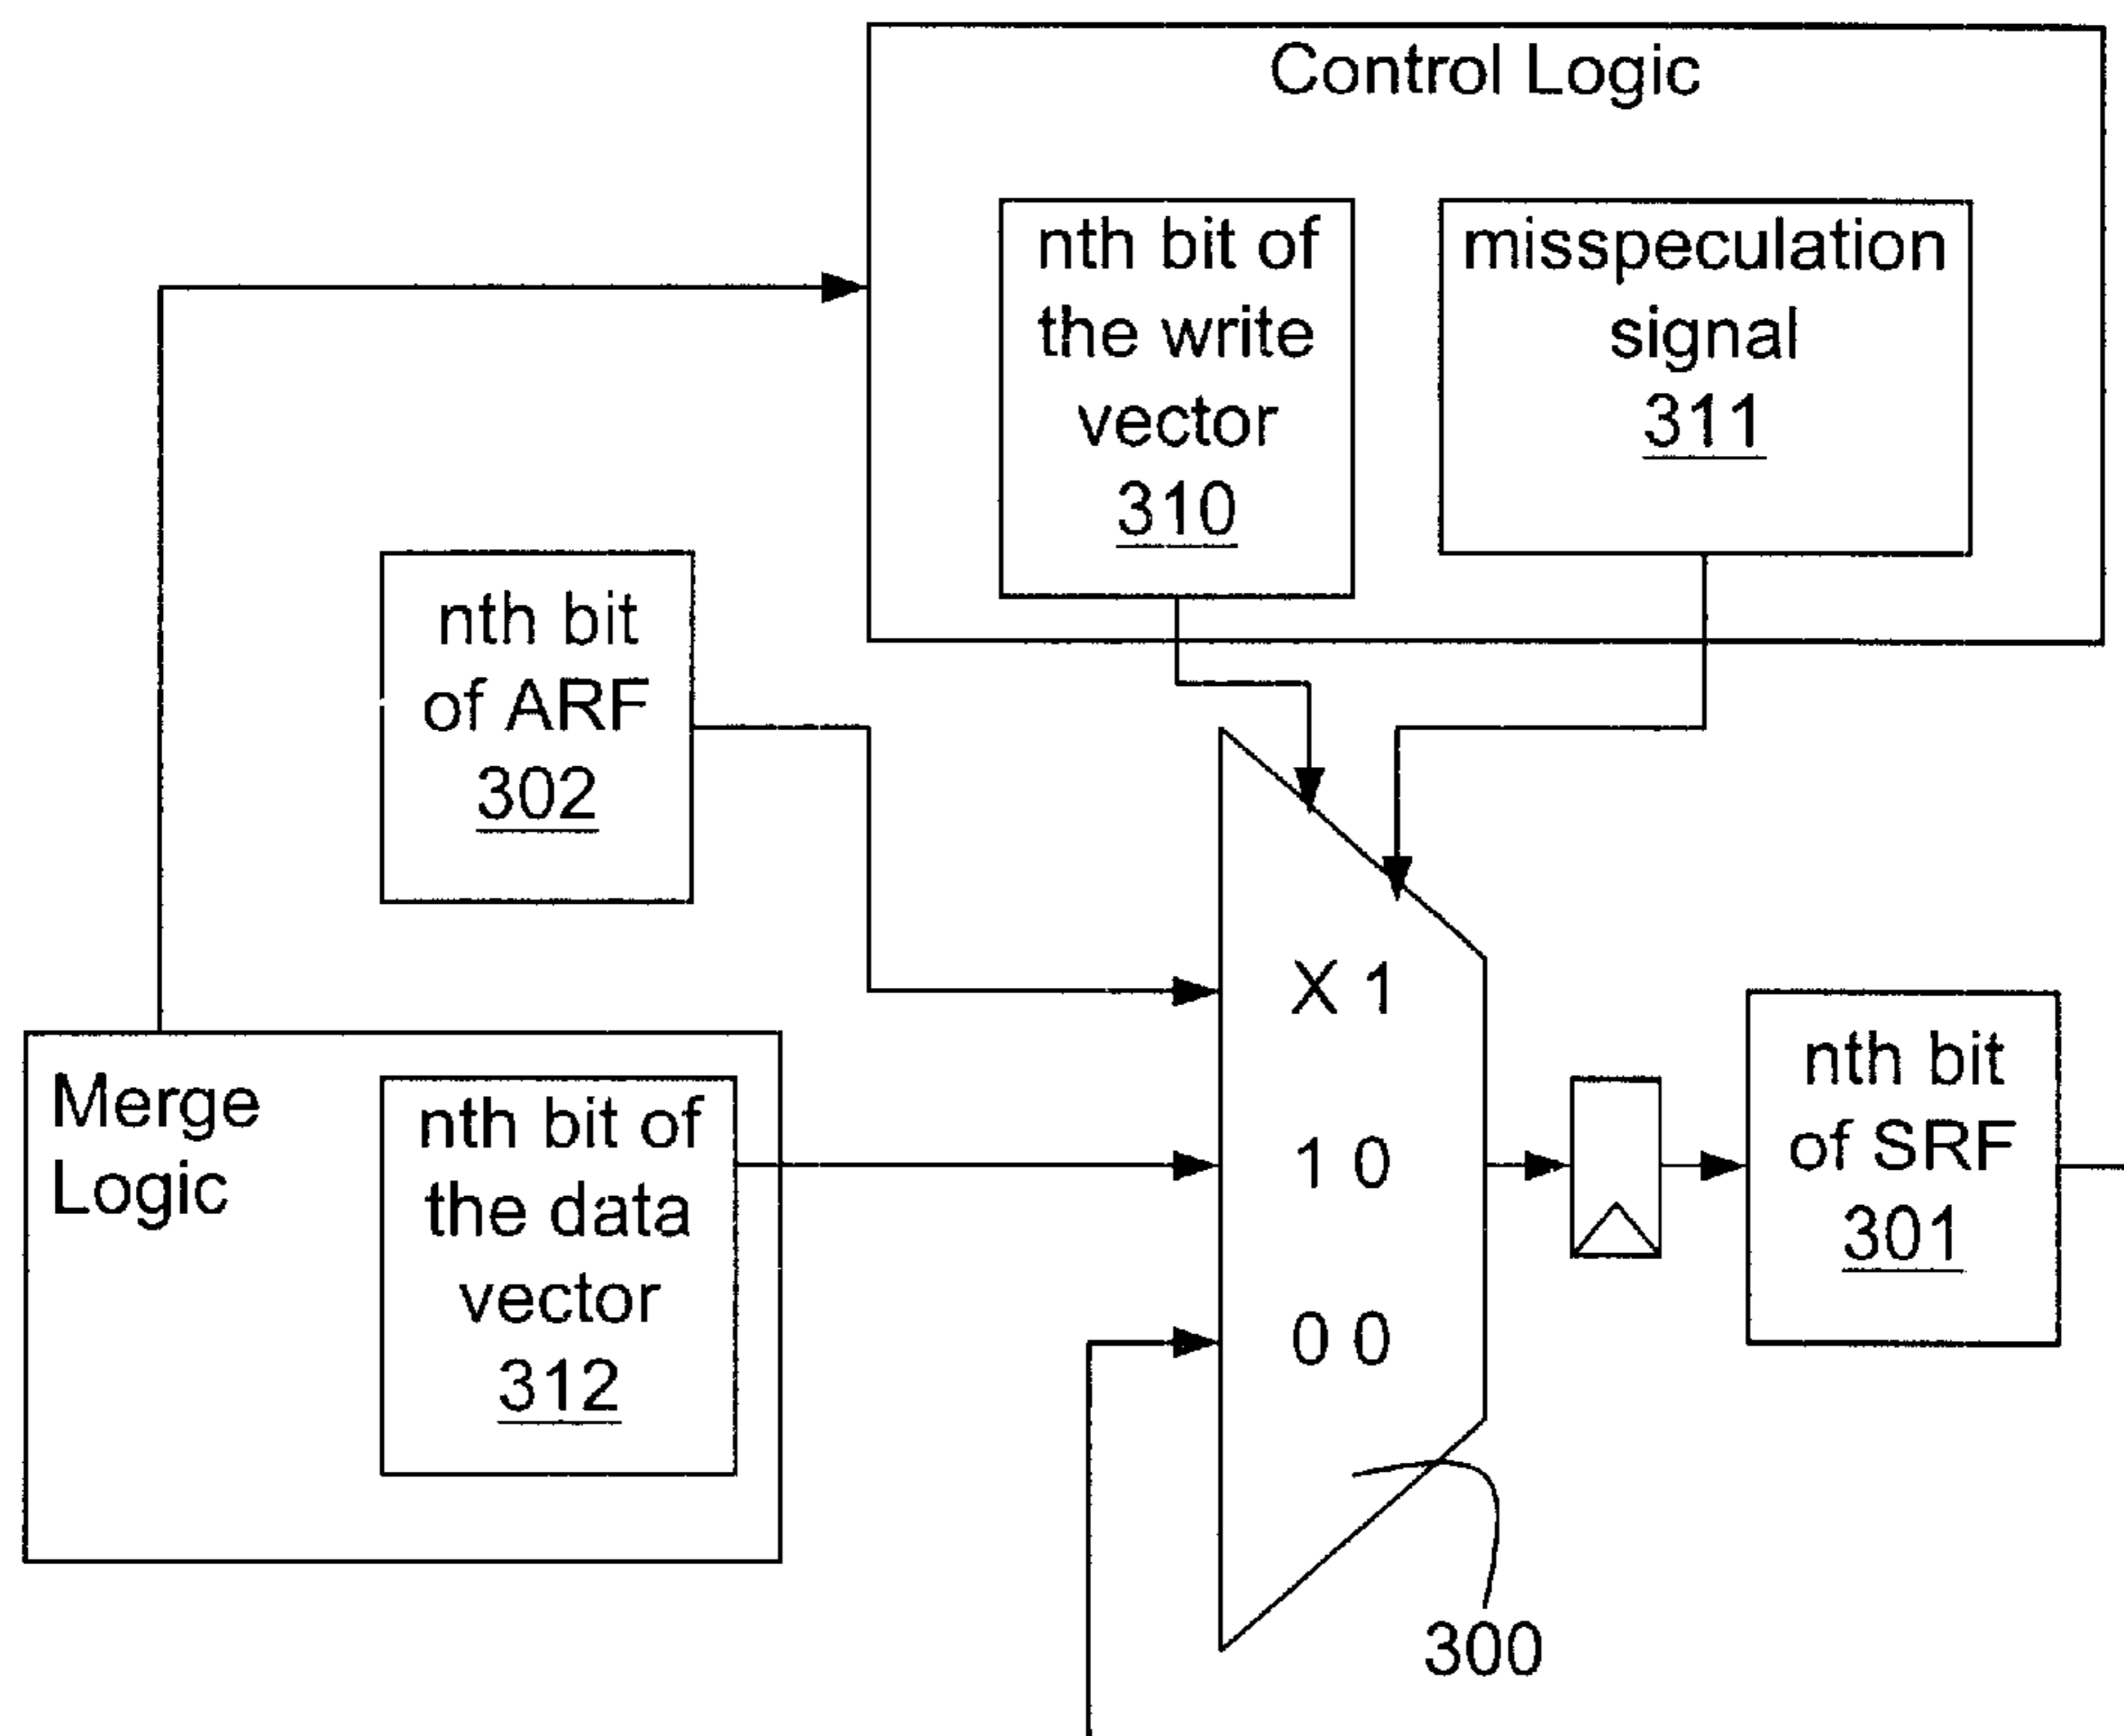 Control Logic
nth bit of
the write
vector
310
misspeculation
signal
311
nth bit
of ARF
302
Merge
Logic
nth bit of
the data
vector
312
X 1
1 0
0 0
nth bit
of SRF
301
300